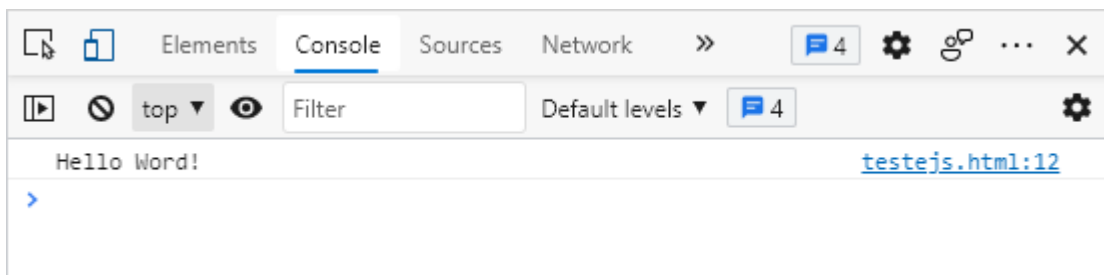 Elements Console Sources Network » 4
top ▼ Filter Default levels ▼ 4
Hello Word! testejs.html:12
>